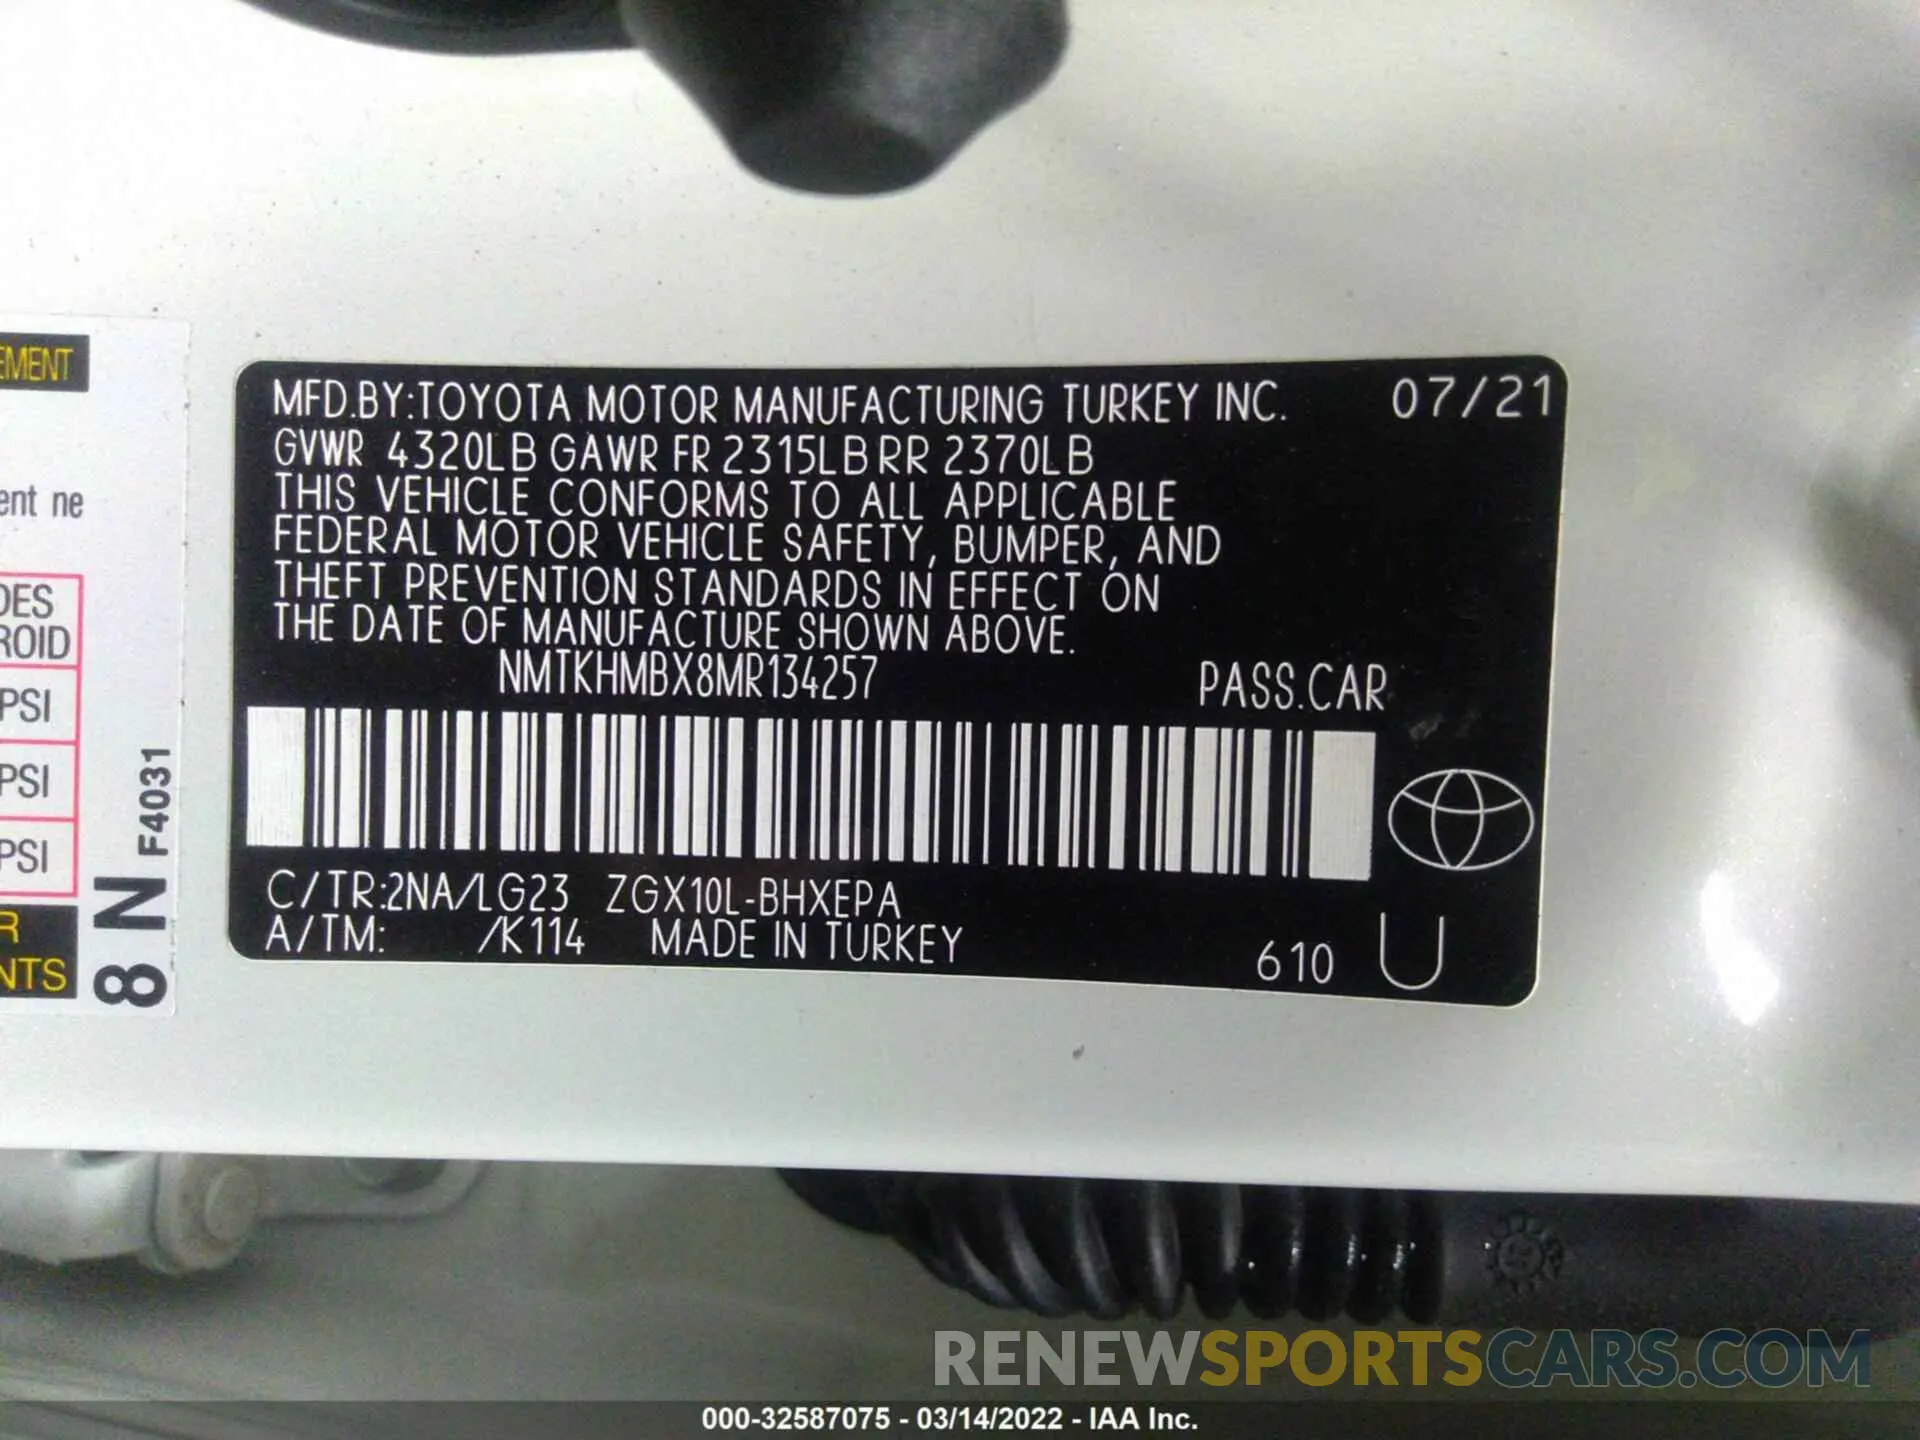 EMENT
ent ne
DES
ROID
PSI
PSI
PSI
R
NTS
8 N F4031
MFD.BY:TOYOTA MOTOR MANUFACTURING TURKEY INC. 07/21
GVWR 4320LB GAWR FR 2315LB RR 2370LB
THIS VEHICLE CONFORMS TO ALL APPLICABLE
FEDERAL MOTOR VEHICLE SAFETY, BUMPER, AND
THEFT PREVENTION STANDARDS IN EFFECT ON
THE DATE OF MANUFACTURE SHOWN ABOVE.
NMTKHMBX8MR134257 PASS.CAR
C/TR:2NA/LG23 ZGX10L-BHXEPA
A/TM: /K114 MADE IN TURKEY 610 U
RENEWSPORTSCARS.COM
000-32587075 - 03/14/2022 - IAA Inc.